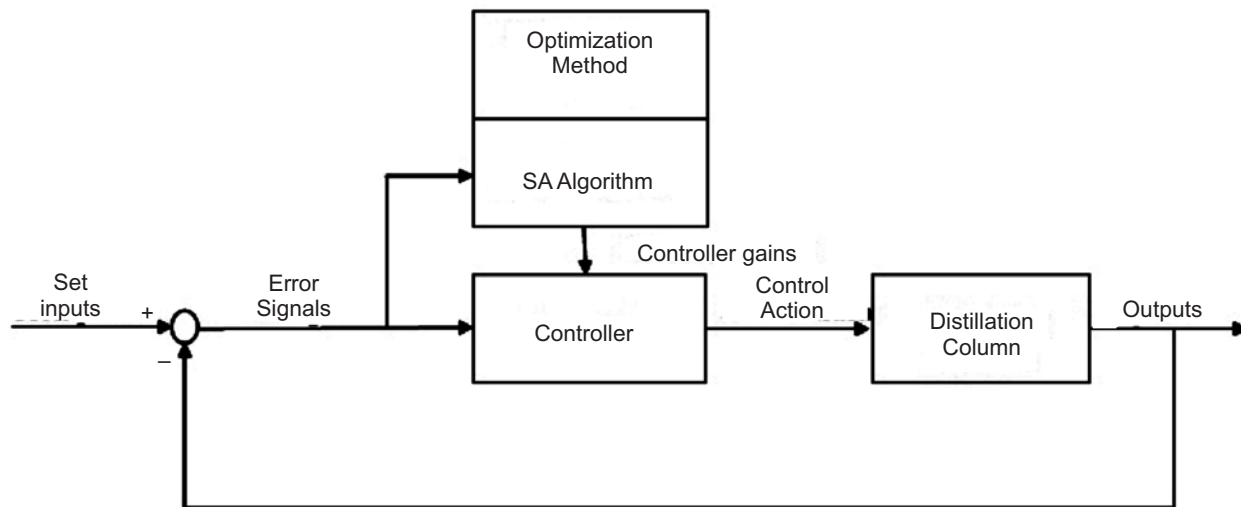 Optimization
Method
SA Algorithm
Controller gains
Set
inputs
+
Error
Signals
Controller
Control
Action
Distillation
Column
Outputs
–